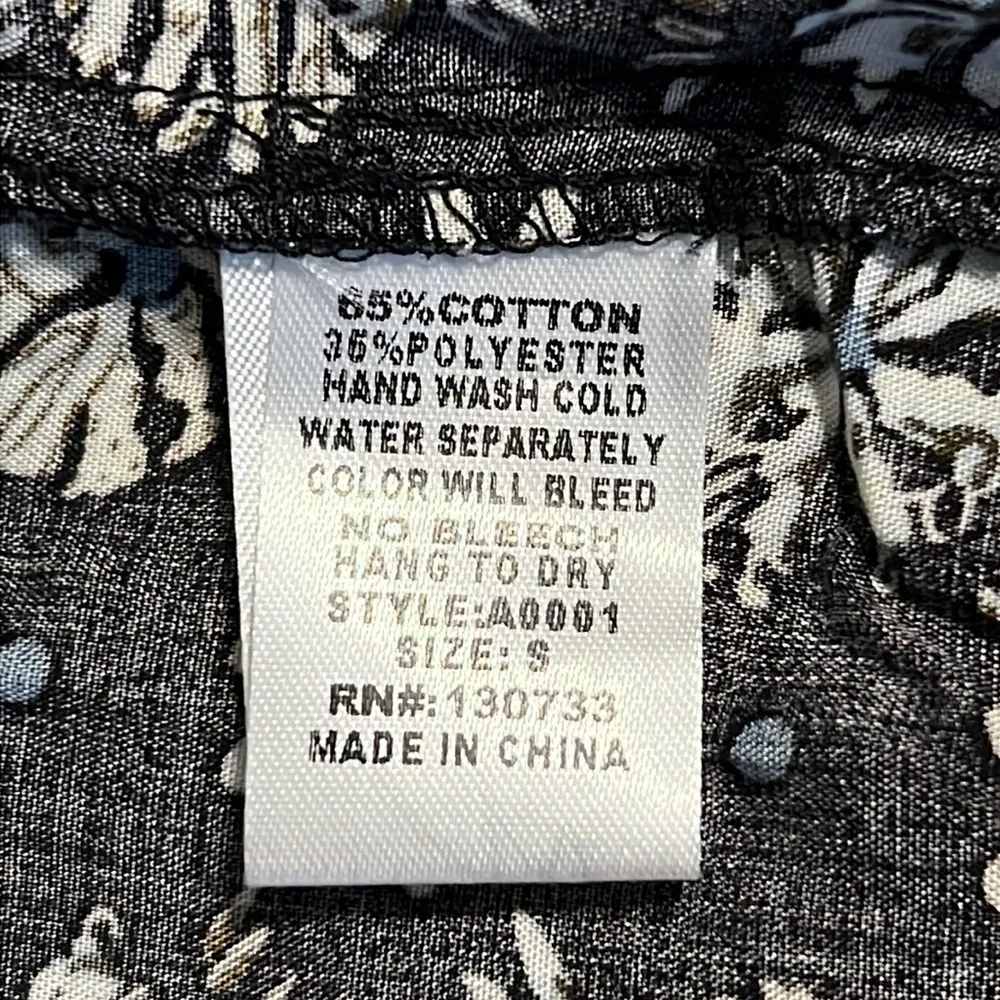 65%COTTON
35%POLYESTER
HAND WASH COLD
WATER SEPARATELY
COLOR WILL BLEED
NO BLEECH
HANG TO DRY
STYLE:A0001
SIZE: S
RN#:130733
MADE IN CHINA